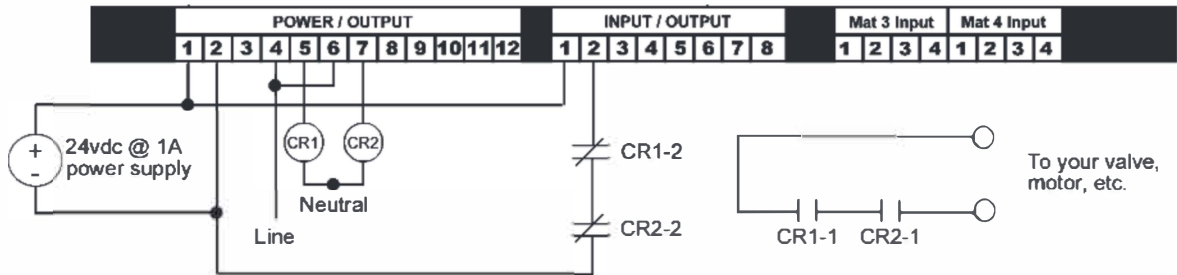 POWER / OUTPUT
INPUT / OUTPUT
Mat 3 Input
Mat 4 Input
1 2 3 4 5 6 7 8 9 10 11 12
1 2 3 4 5 6 7 8
1 2 3 4
1 2 3 4
+
-
24vdc @ 1A
power supply
CR1
CR2
Neutral
Line
CR1-2
CR2-2
CR1-1
CR2-1
To your valve,
motor, etc.